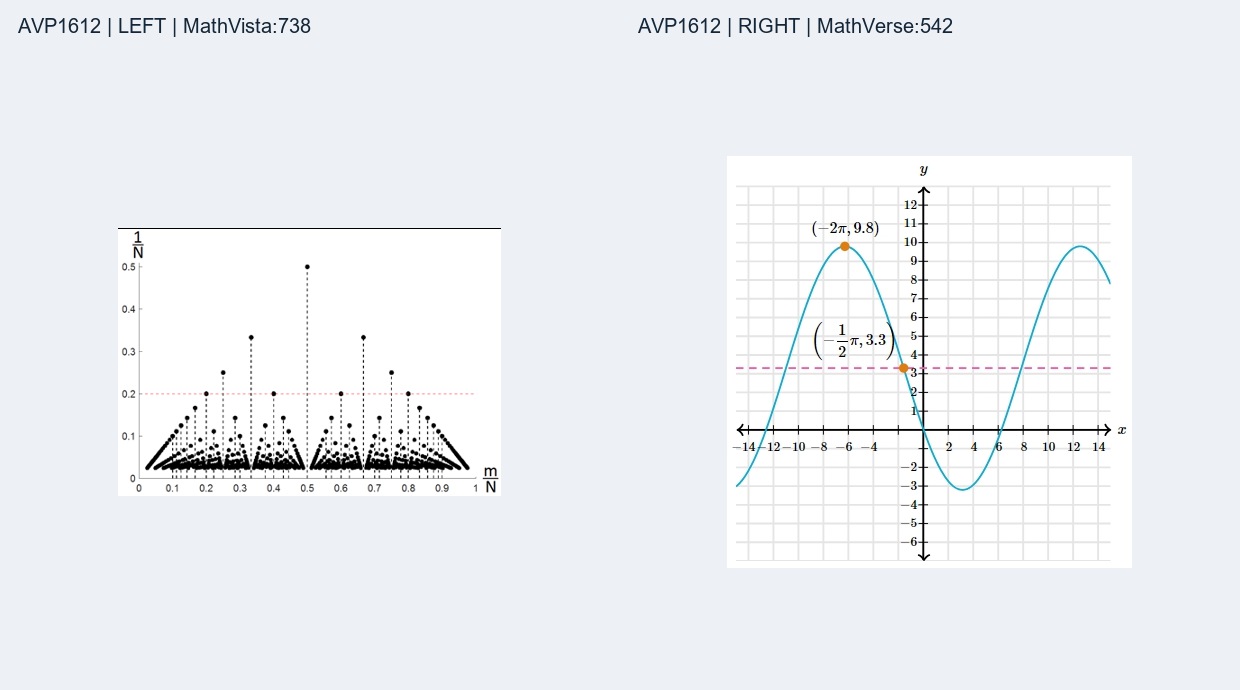 AVP1612 | LEFT | MathVista:738
AVP1612 | RIGHT | MathVerse:542
1
N
0.5
0.4
0.3
0.2
0.1
0
0 0.1 0.2 0.3 0.4 0.5 0.6 0.7 0.8 0.9 1
m
N
y
12
11
(−2π, 9.8)
10
9
8
7
6
5
(−1/2π, 3.3)
4
3
2
1
x
−14 −12 −10 −8 −6 −4 2 4 6 8 10 12 14
−2
−3
−4
−5
−6